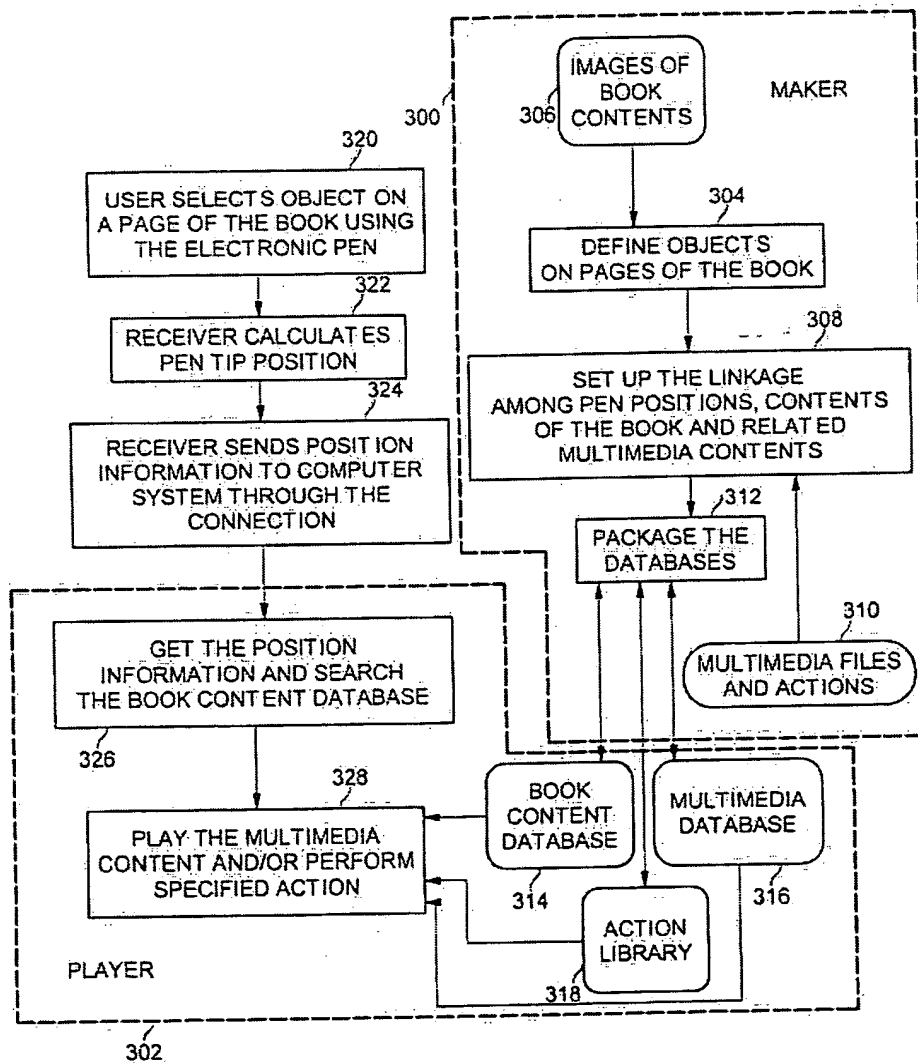 306
IMAGES OF
BOOK
CONTENTS
MAKER
300
320
USER SELECTS OBJECT ON
A PAGE OF THE BOOK USING
THE ELECTRONIC PEN
304
DEFINE OBJECTS
ON PAGES OF THE BOOK
322
RECEIVER CALCULATES
PEN TIP POSITION
308
SET UP THE LINKAGE
AMONG PEN POSITIONS, CONTENTS
OF THE BOOK AND RELATED
MULTIMEDIA CONTENTS
324
RECEIVER SENDS POSITION
INFORMATION TO COMPUTER
SYSTEM THROUGH THE
CONNECTION
312
PACKAGE THE
DATABASES
310
MULTIMEDIA FILES
AND ACTIONS
GET THE POSITION
INFORMATION AND SEARCH
THE BOOK CONTENT DATABASE
326
328
PLAY THE MULTIMEDIA
CONTENT AND/OR PERFORM
SPECIFIED ACTION
BOOK
CONTENT
DATABASE
314
MULTIMEDIA
DATABASE
316
ACTION
LIBRARY
318
PLAYER
302